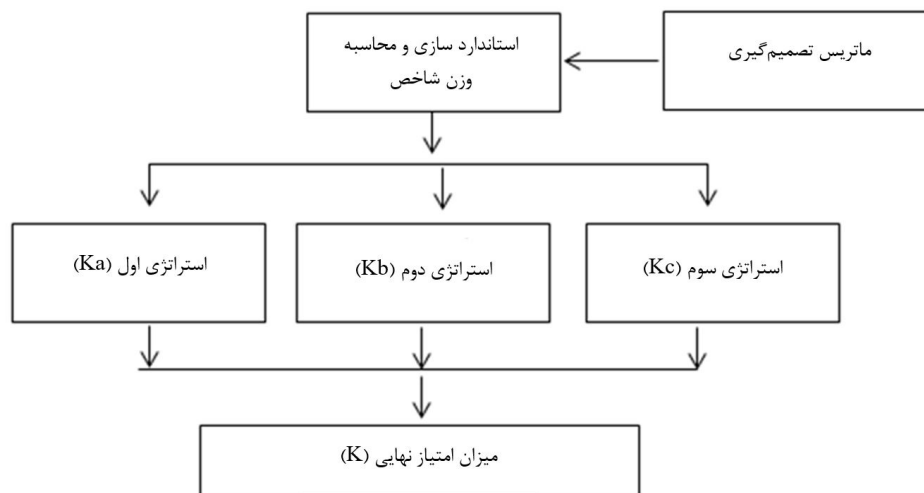 ماتریس تصمیم‌گیری
استاندارد سازی و محاسبه
وزن شاخص
استراتژی اول (Ka)
استراتژی دوم (Kb)
استراتژی سوم (Kc)
میزان امتیاز نهایی (K)